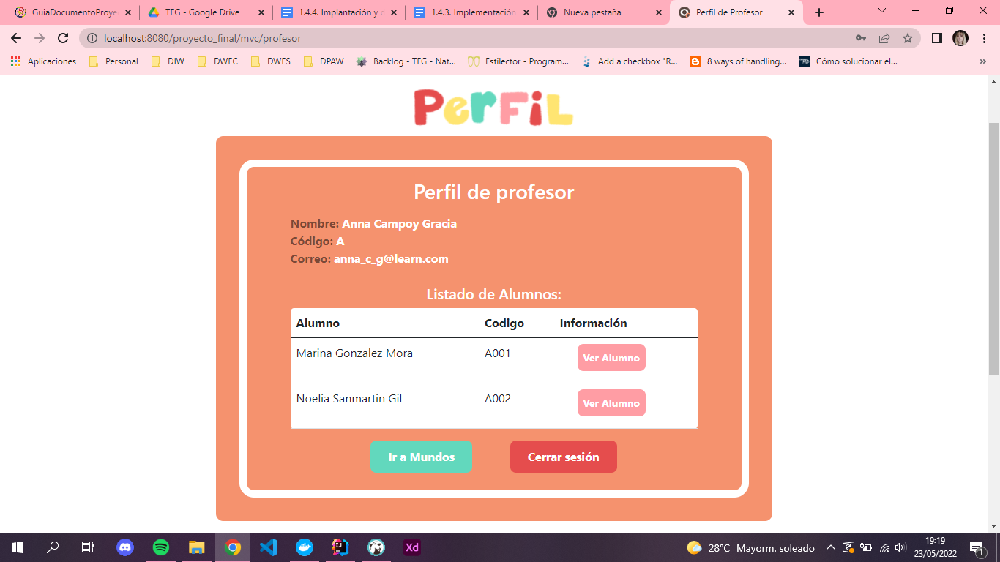 GuiaDocumentoProye
TFG - Google Drive
1.4.4. Implantación y c
1.4.3. Implementación
Nueva pestaña
Perfil de Profesor
localhost:8080/proyecto_final/mvc/profesor
Aplicaciones
Personal
DIW
DWEC
DWES
DPAW
Backlog - TFG - Nat...
Estilector - Program...
Add a checkbox "R...
8 ways of handling...
Cómo solucionar el...
»
PerFiL
Perfil de profesor
Nombre: Anna Campoy Gracia
Código: A
Correo: anna_c_g@learn.com
Listado de Alumnos:
Alumno Codigo Información
Marina Gonzalez Mora A001 Ver Alumno
Noelia Sanmartin Gil A002 Ver Alumno
Ir a Mundos Cerrar sesión
Xd
28°C Mayorm. soleado
19:19
23/05/2022
1